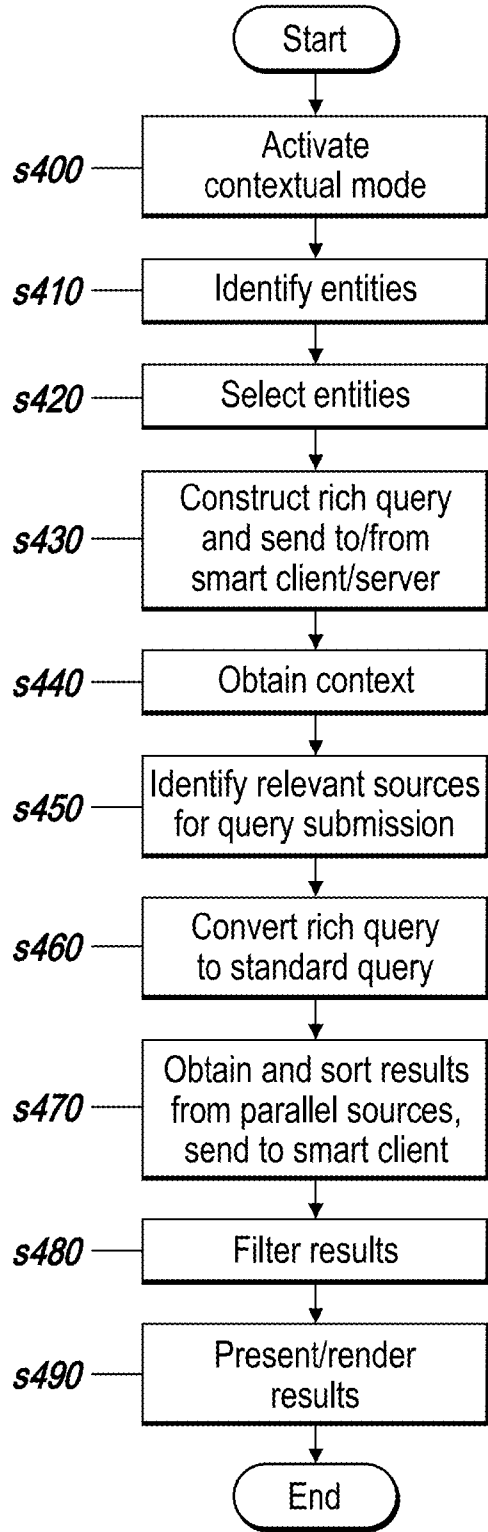 Start
s400
Activate
contextual mode
s410
Identify entities
s420
Select entities
s430
Construct rich query
and send to/from
smart client/server
s440
Obtain context
s450
Identify relevant sources
for query submission
s460
Convert rich query
to standard query
s470
Obtain and sort results
from parallel sources,
send to smart client
s480
Filter results
s490
Present/render
results
End